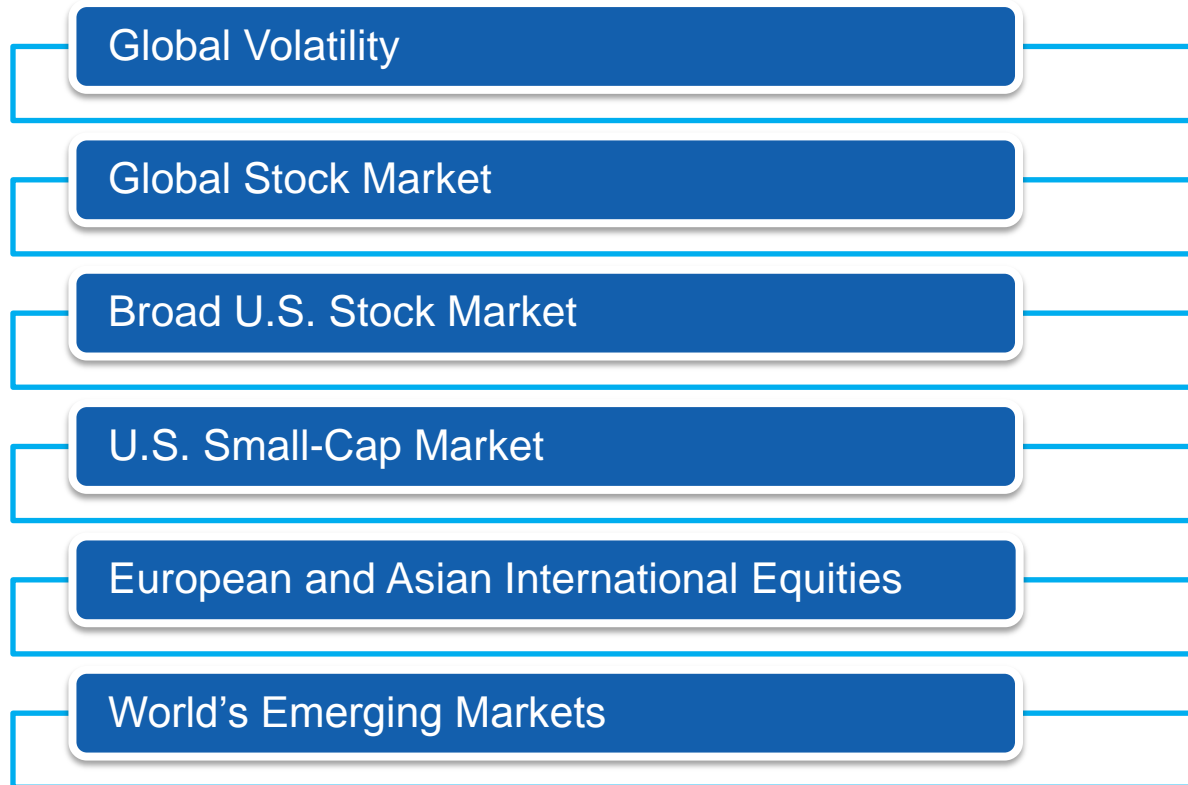 Global Volatility
Global Stock Market
Broad U.S. Stock Market
U.S. Small-Cap Market
European and Asian International Equities
World’s Emerging Markets